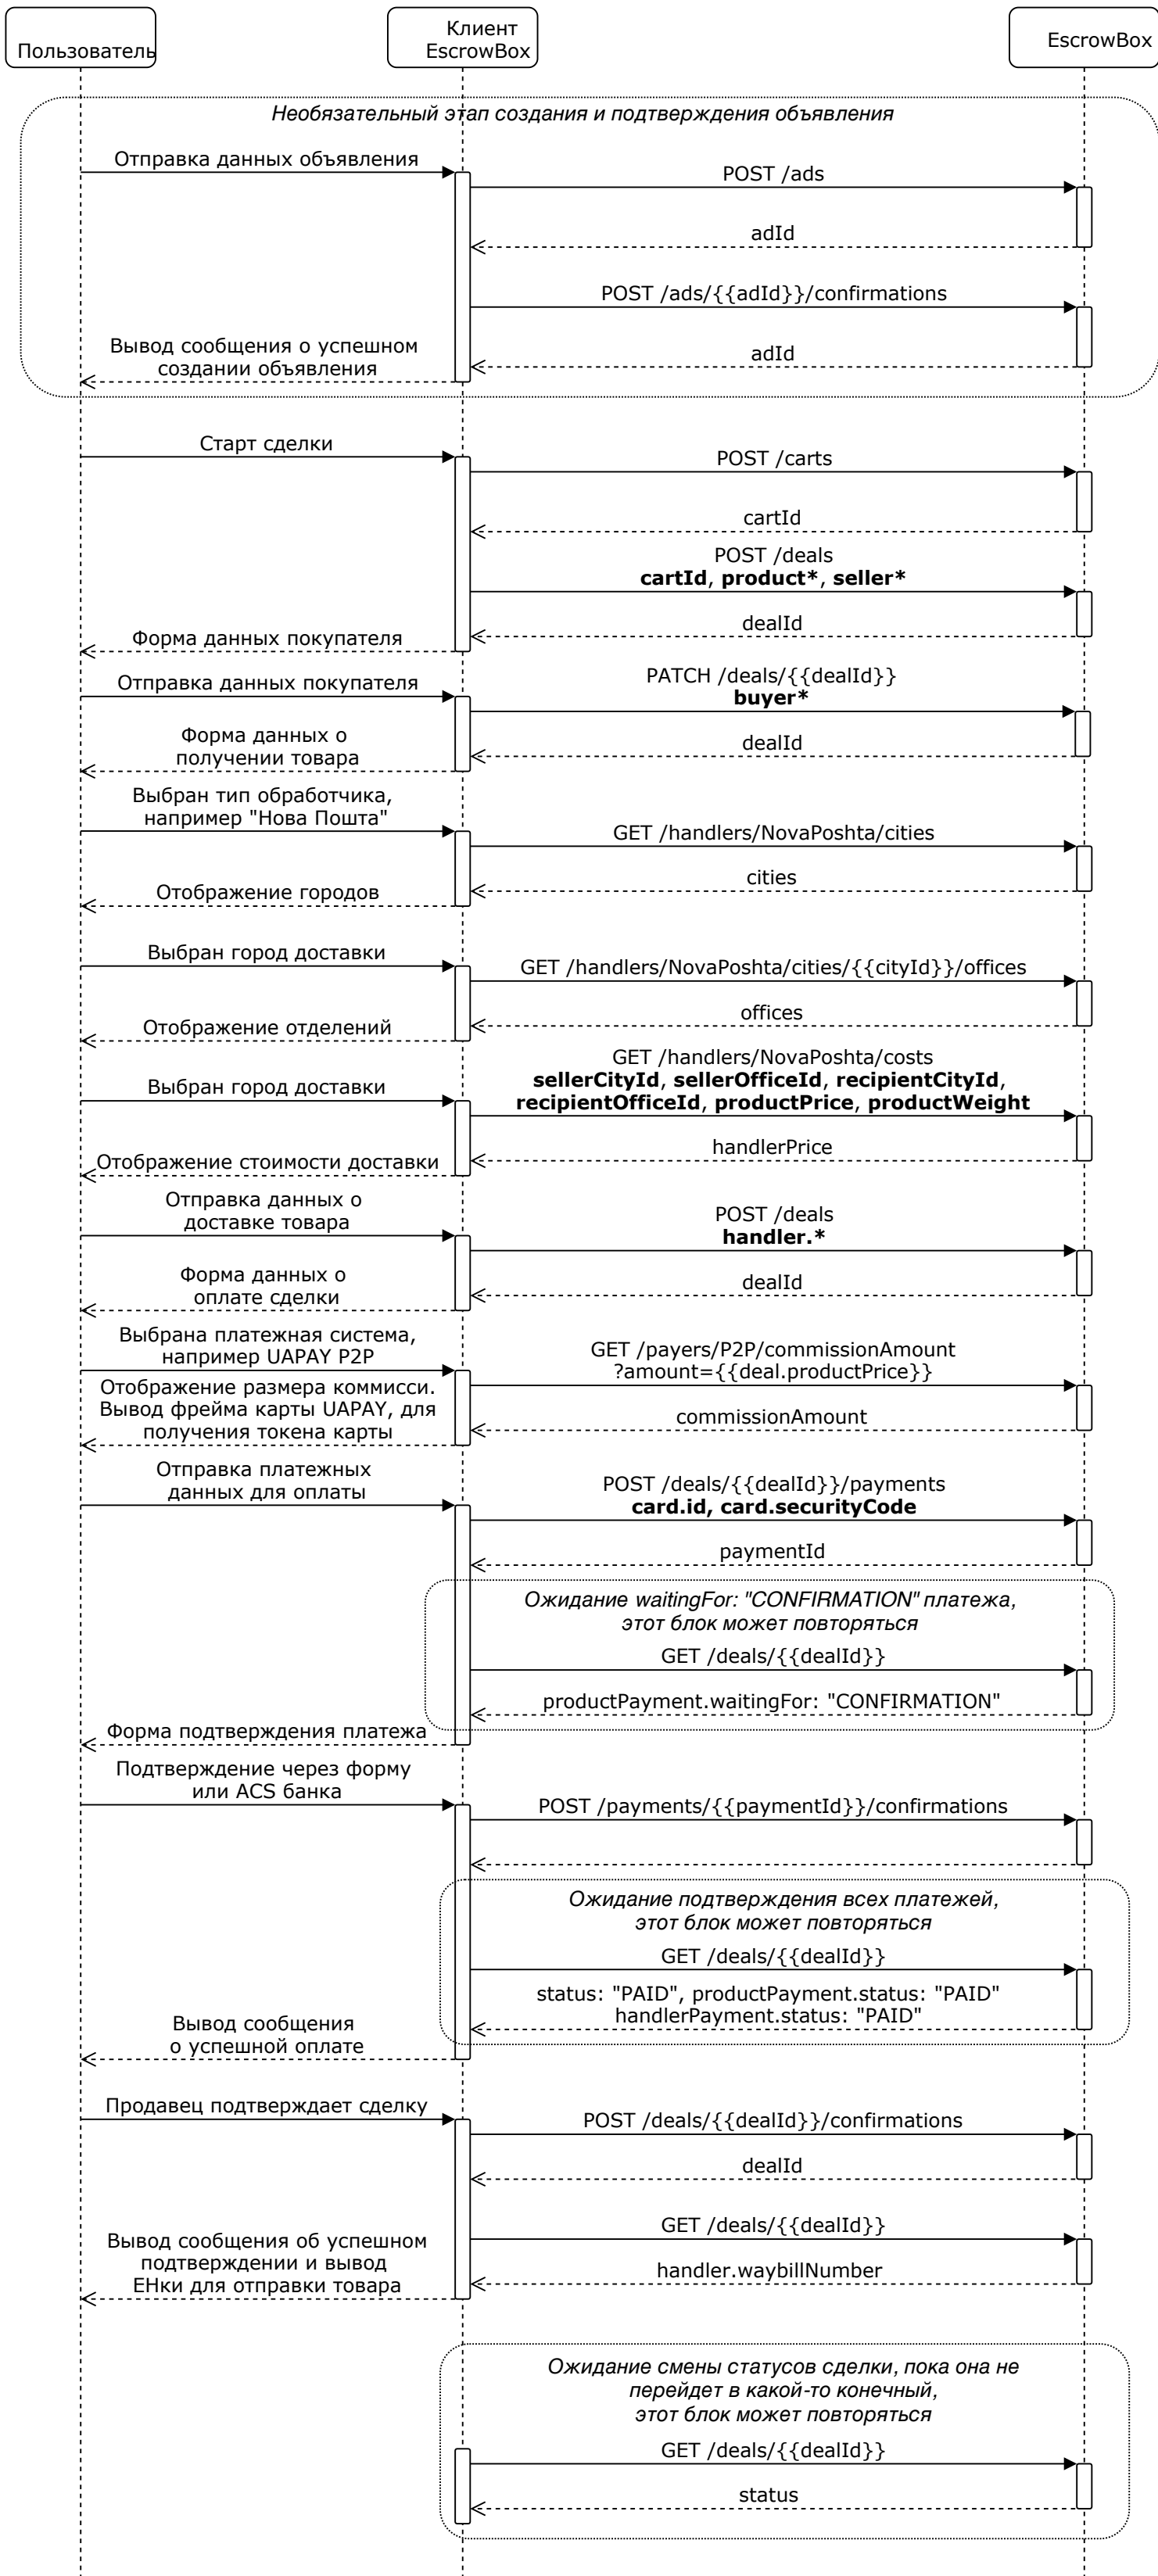 Пользователь
Клиент
EscrowBox
EscrowBox
Необязательный этап создания и подтверждения объявления
Отправка данных объявления
POST /ads
adId
POST /ads/{{adId}}/confirmations
Вывод сообщения о успешном
создании объявления
adId
Старт сделки
POST /carts
cartId
POST /deals
cartId, product*, seller*
dealId
Форма данных покупателя
Отправка данных покупателя
PATCH /deals/{{dealId}}
buyer*
Форма данных о
получении товара
dealId
Выбран тип обработчика,
например "Нова Пошта"
GET /handlers/NovaPoshta/cities
cities
Отображение городов
Выбран город доставки
GET /handlers/NovaPoshta/cities/{{cityId}}/offices
offices
Отображение отделений
Выбран город доставки
GET /handlers/NovaPoshta/costs
sellerCityId, sellerOfficeId, recipientCityId,
recipientOfficeId, productPrice, productWeight
handlerPrice
Отображение стоимости доставки
Отправка данных о
доставке товара
POST /deals
handler.*
Форма данных о
оплате сделки
dealId
Выбрана платежная система,
например UAPAY P2P
GET /payers/P2P/commissionAmount
?amount={{deal.productPrice}}
Отображение размера коммисси.
Вывод фрейма карты UAPAY, для
получения токена карты
commissionAmount
Отправка платежных
данных для оплаты
POST /deals/{{dealId}}/payments
card.id, card.securityCode
paymentId
Ожидание waitingFor: "CONFIRMATION" платежа,
этот блок может повторяться
GET /deals/{{dealId}}
productPayment.waitingFor: "CONFIRMATION"
Форма подтверждения платежа
Подтверждение через форму
или ACS банка
POST /payments/{{paymentId}}/confirmations
Ожидание подтверждения всех платежей,
этот блок может повторяться
GET /deals/{{dealId}}
status: "PAID", productPayment.status: "PAID"
handlerPayment.status: "PAID"
Вывод сообщения
о успешной оплате
Продавец подтверждает сделку
POST /deals/{{dealId}}/confirmations
dealId
GET /deals/{{dealId}}
Вывод сообщения об успешном
подтверждении и вывод
ЕНки для отправки товара
handler.waybillNumber
Ожидание смены статусов сделки, пока она не
перейдет в какой-то конечный,
этот блок может повторяться
GET /deals/{{dealId}}
status